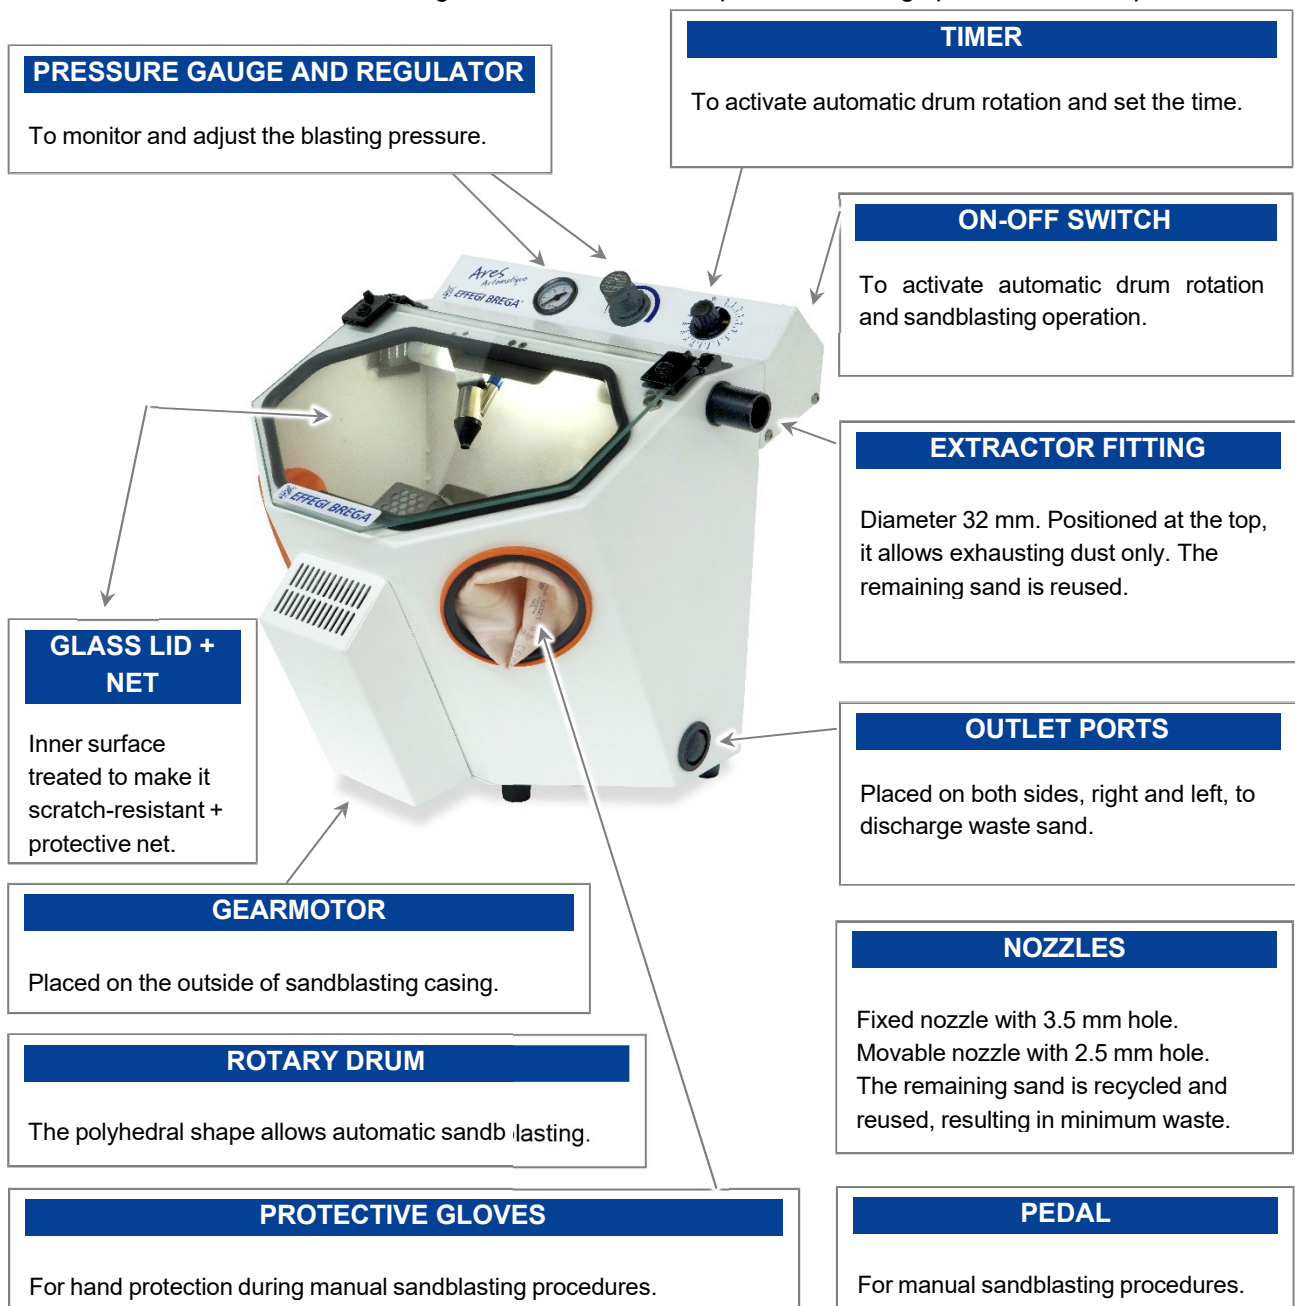 TIMER
To activate automatic drum rotation and set the time.
PRESSURE GAUGE AND REGULATOR
To monitor and adjust the blasting pressure.
ON-OFF SWITCH
To activate automatic drum rotation
and sandblasting operation.
Ares
Automatique
EFFEGI BREGA
EXTRACTOR FITTING
Diameter 32 mm. Positioned at the top,
it allows exhausting dust only. The
remaining sand is reused.
EFFEGI BREGA
GLASS LID +
NET
Inner surface
treated to make it
scratch-resistant +
protective net.
OUTLET PORTS
Placed on both sides, right and left, to
discharge waste sand.
GEARMOTOR
Placed on the outside of sandblasting casing.
NOZZLES
Fixed nozzle with 3.5 mm hole.
Movable nozzle with 2.5 mm hole.
The remaining sand is recycled and
reused, resulting in minimum waste.
ROTARY DRUM
The polyhedral shape allows automatic sandblasting.
PROTECTIVE GLOVES
For hand protection during manual sandblasting procedures.
PEDAL
For manual sandblasting procedures.